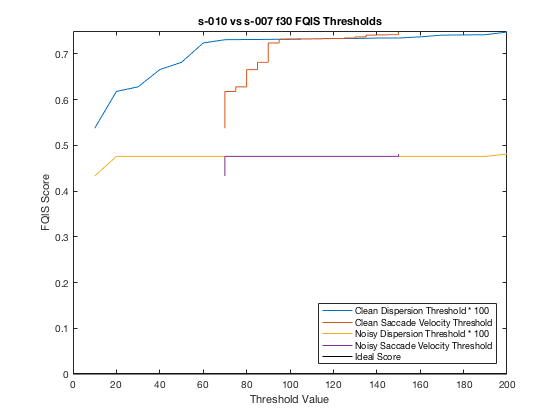 s-010 vs s-007 f30 FQIS Thresholds
0.7
0.6
0.5
0.4
0.3
0.2
0.1
0
FQIS Score
Clean Dispersion Threshold * 100
Clean Saccade Velocity Threshold
Noisy Dispersion Threshold * 100
Noisy Saccade Velocity Threshold
Ideal Score
0 20 40 60 80 100 120 140 160 180 200
Threshold Value